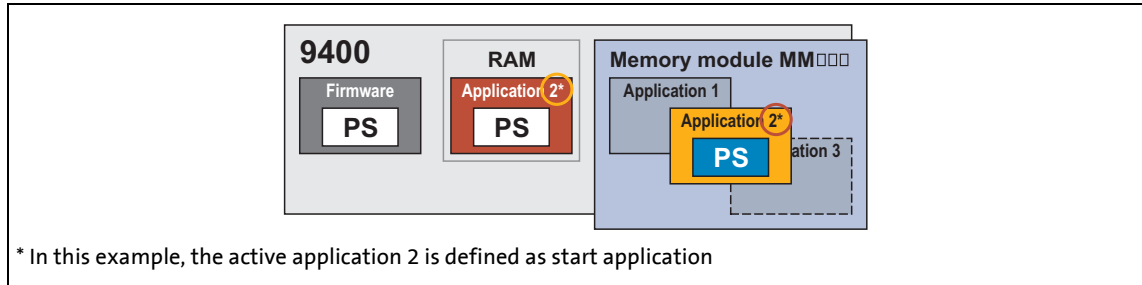 9400
RAM
Memory module MM□□□
Firmware
PS
Application 2*
PS
Application 1
Application 2*
PS
ation 3
* In this example, the active application 2 is defined as start application